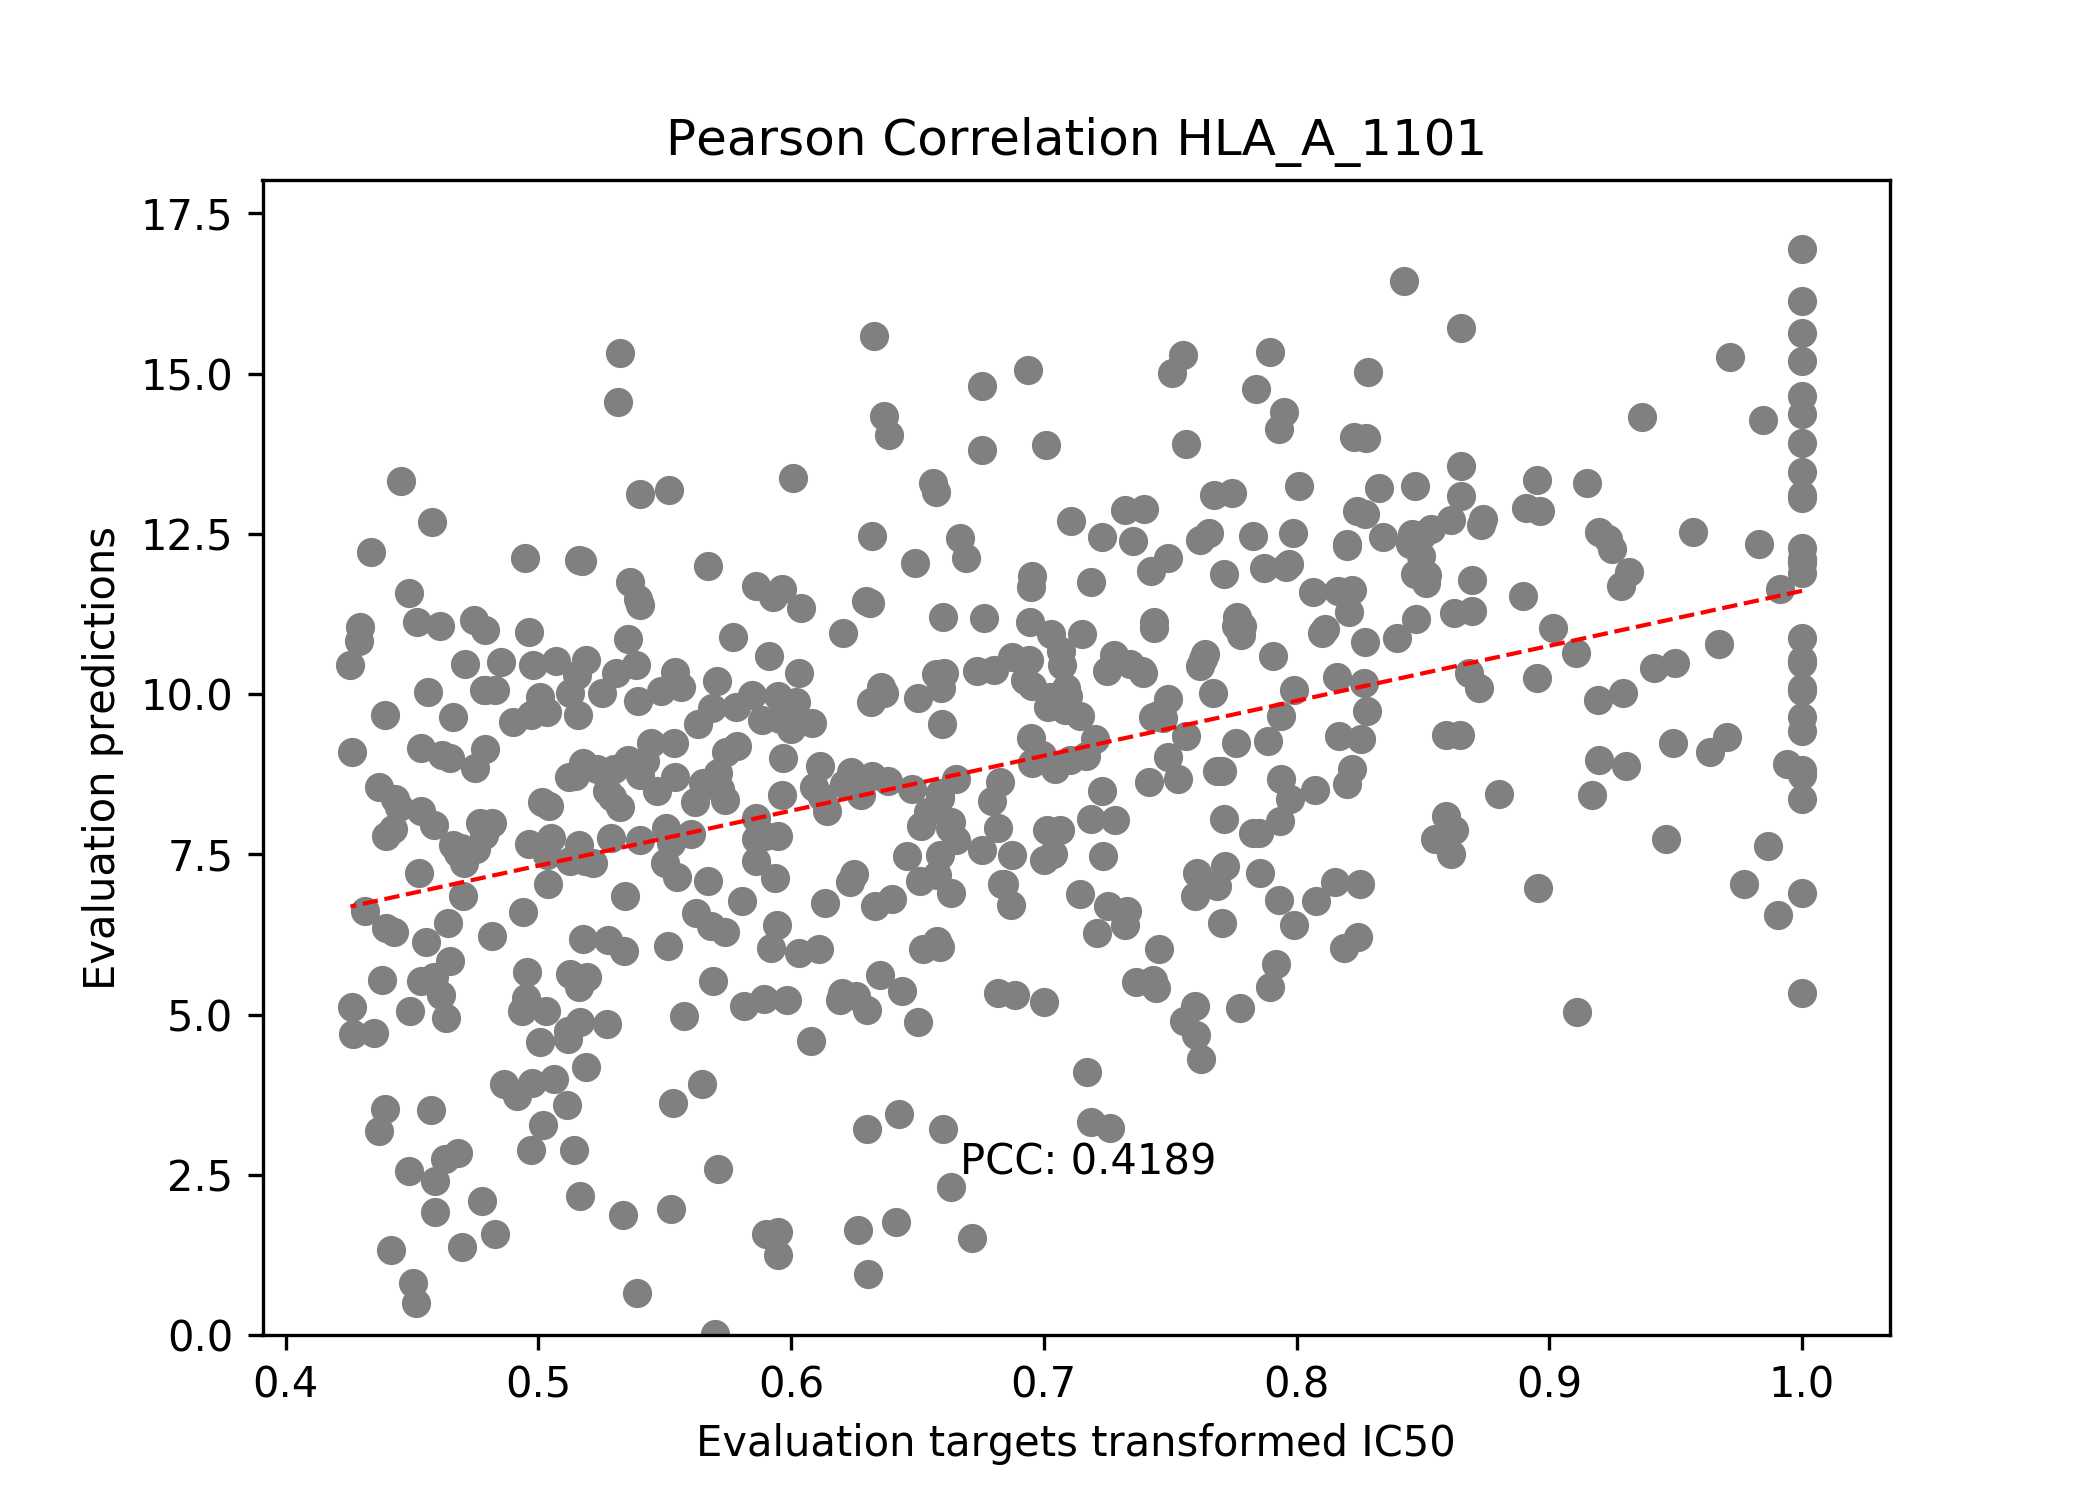 Pearson Correlation HLA_A_1101
17.5
15.0
12.5
10.0
7.5
5.0
2.5
0.0
Evaluation predictions
PCC: 0.4189
0.4 0.5 0.6 0.7 0.8 0.9 1.0
Evaluation targets transformed IC50